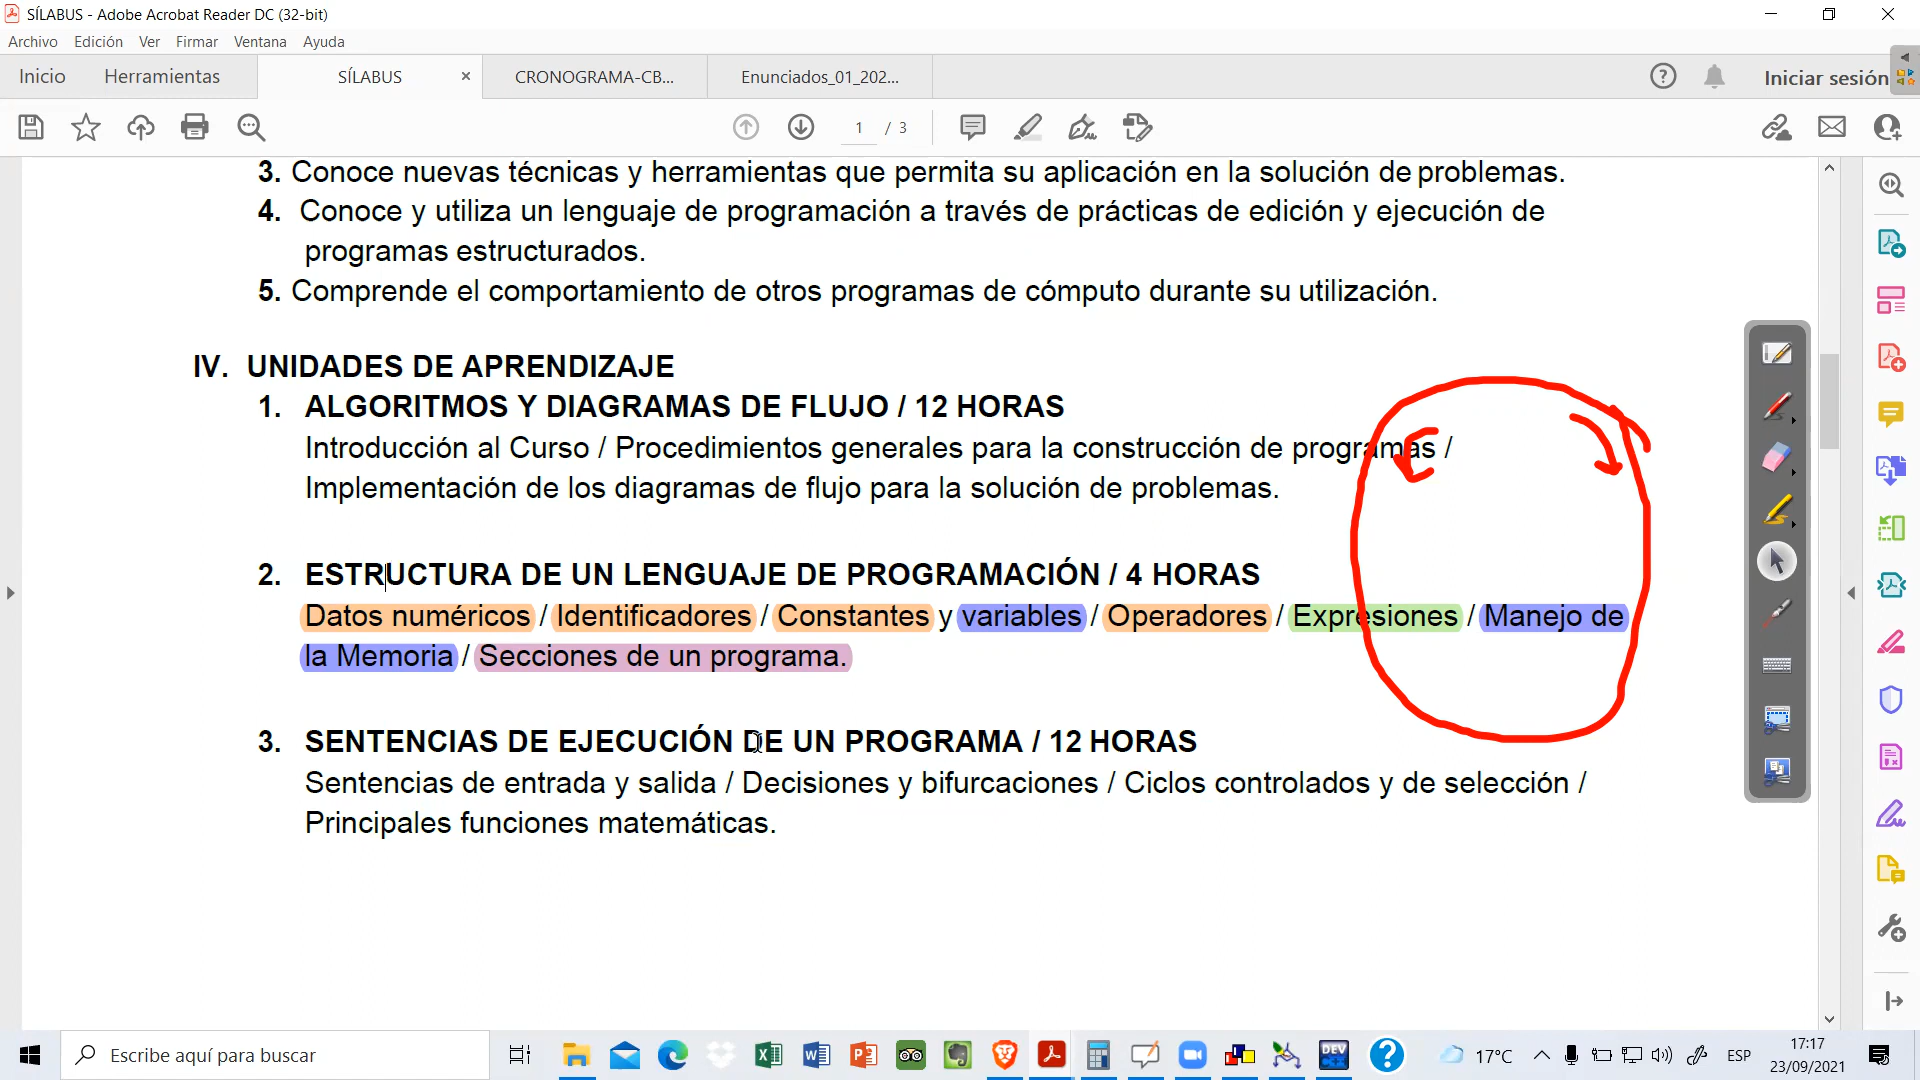 SÍLABUS - Adobe Acrobat Reader DC (32-bit)
Archivo Edición Ver Firmar Ventana Ayuda
Inicio Herramientas SÍLABUS × CRONOGRAMA-CB... Enunciados_01_202... Iniciar sesión
1 / 3
3. Conoce nuevas técnicas y herramientas que permita su aplicación en la solución de problemas.
4. Conoce y utiliza un lenguaje de programación a través de prácticas de edición y ejecución de
programas estructurados.
5. Comprende el comportamiento de otros programas de cómputo durante su utilización.
IV. UNIDADES DE APRENDIZAJE
1. ALGORITMOS Y DIAGRAMAS DE FLUJO / 12 HORAS
Introducción al Curso / Procedimientos generales para la construcción de programas /
Implementación de los diagramas de flujo para la solución de problemas.
2. ESTRUCTURA DE UN LENGUAJE DE PROGRAMACIÓN / 4 HORAS
Datos numéricos / Identificadores / Constantes y variables / Operadores / Expresiones / Manejo de
la Memoria / Secciones de un programa.
3. SENTENCIAS DE EJECUCIÓN DE UN PROGRAMA / 12 HORAS
Sentencias de entrada y salida / Decisiones y bifurcaciones / Ciclos controlados y de selección /
Principales funciones matemáticas.
Escribe aquí para buscar
DEV
17°C
ESP
17:17
23/09/2021